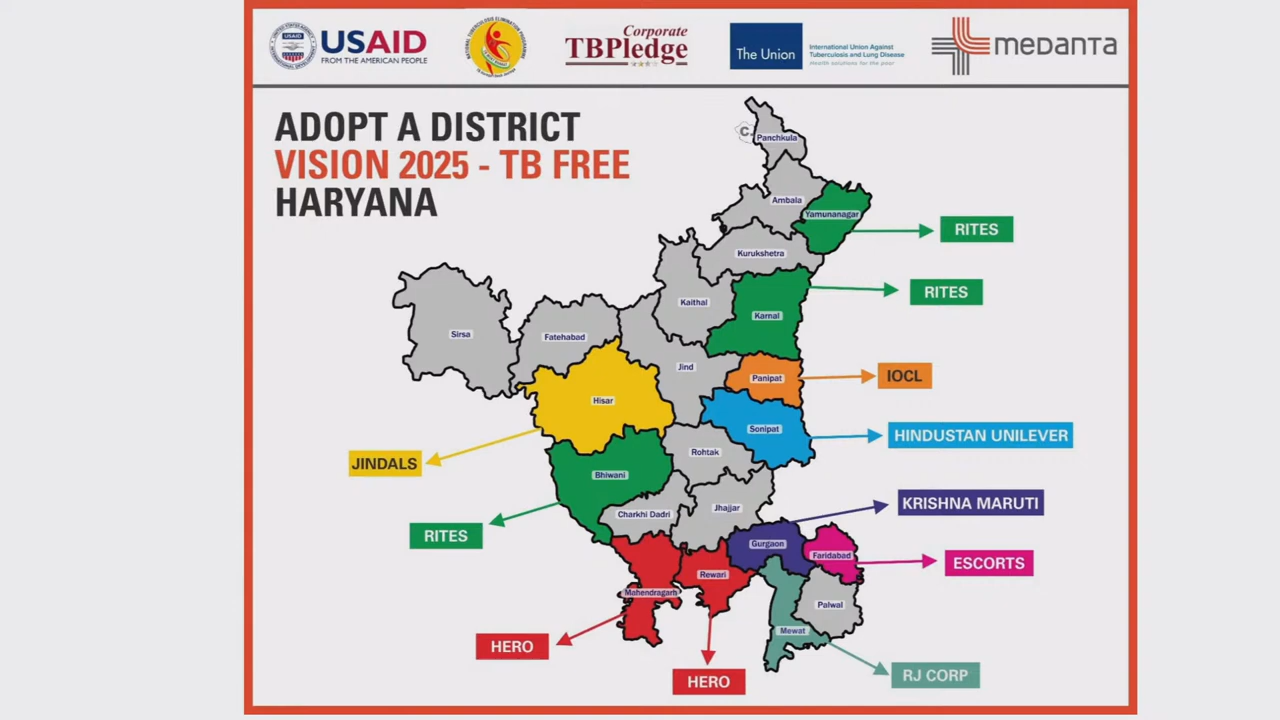 USAID
FROM THE AMERICAN PEOPLE
Corporate
TBPledge
The Union
International Union Against
Tuberculosis and Lung Disease
Health solutions for the poor
MEDANTA
ADOPT A DISTRICT
VISION 2025 - TB FREE
HARYANA
C.
Panchkula
Ambala
Yamunanagar
RITES
Kurukshetra
RITES
Kaithal
Karnal
Sirsa
Fatehabad
Jind
Panipat
IOCL
Hisar
Sonipat
HINDUSTAN UNILEVER
Rohtak
JINDALS
Bhiwani
Jhajjar
KRISHNA MARUTI
Charkhi Dadri
RITES
Gurgaon
Faridabad
ESCORTS
Rewari
Mahendragarh
Palwal
Mewat
HERO
RJ CORP
HERO